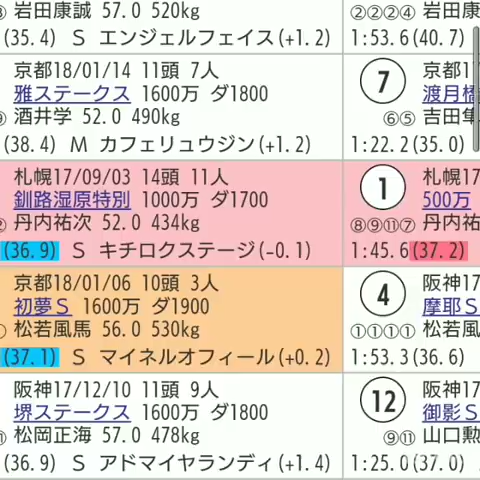 岩田康誠 57.0 520kg
(35.4) S エンジェルフェイス(+1.2)
②②②④ 岩田康
1:53.6(40.7)
京都18/01/14 11頭 7人
雅ステークス 1600万 ダ1800
酒井学 52.0 490kg
(38.4) M カフェリュウジン(+1.2)
7 京都1
渡月橋
⑥⑤ 吉田隼
1:22.2(35.0)
札幌17/09/03 14頭 11人
釧路湿原特別 1000万 ダ1700
丹内祐次 52.0 434kg
(36.9) S キチロクステージ(-0.1)
1 札幌17
500万
⑧⑨⑪⑦ 丹内祐
1:45.6(37.2)
京都18/01/06 10頭 3人
初夢S 1600万 ダ1900
松若風馬 56.0 530kg
(37.1) S マイネルオフィール(+0.2)
4 阪神17
摩耶S
①①①① 松若風
1:53.3(36.6)
阪神17/12/10 11頭 9人
堺ステークス 1600万 ダ1800
松岡正海 57.0 478kg
(36.9) S アドマイヤランディ(+1.4)
12 阪神17
御影S
⑨⑪ 山口勲
1:25.0(37.0)